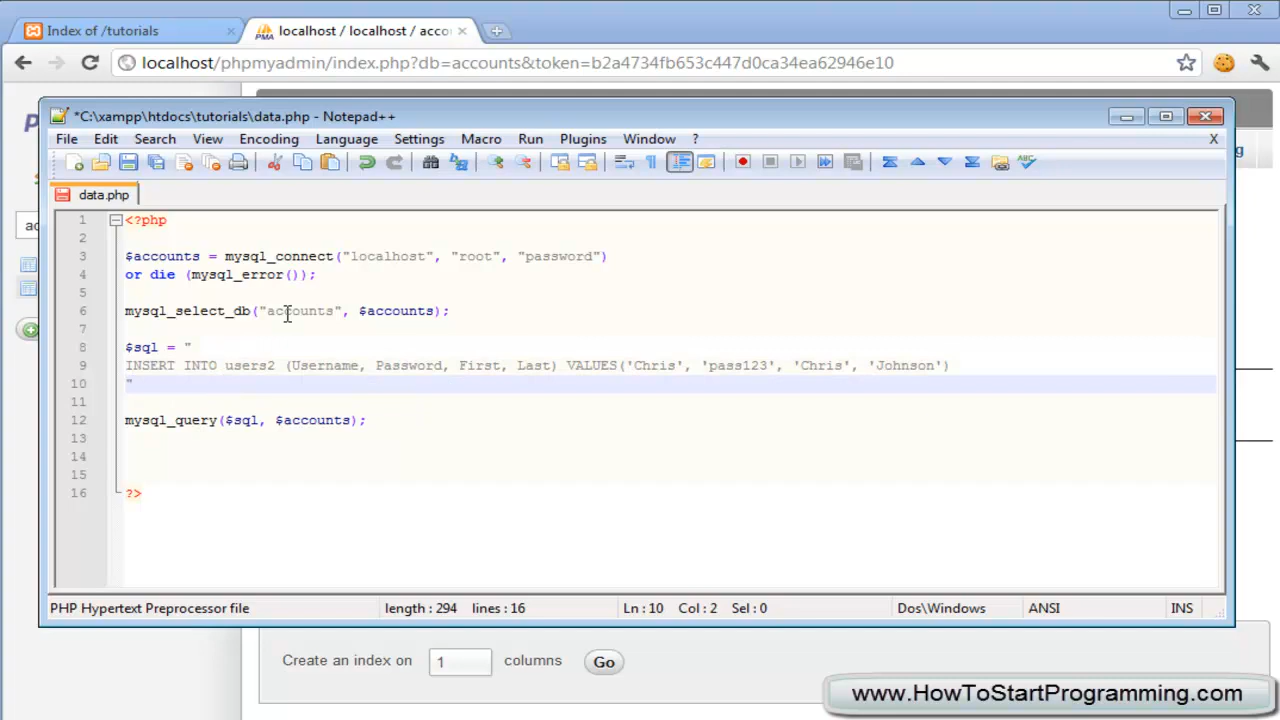 Index of /tutorials
localhost / localhost / acco
localhost/phpmyadmin/index.php?db=accounts&token=b2a4734fb653c447d0ca34ea62946e10
*C:\xampp\htdocs\tutorials\data.php - Notepad++
File Edit Search View Encoding Language Settings Macro Run Plugins Window ? X
data.php
1 <?php
2
3 $accounts = mysql_connect("localhost", "root", "password")
4 or die (mysql_error());
5
6 mysql_select_db("accounts", $accounts);
7
8 $sql = "
9 INSERT INTO users2 (Username, Password, First, Last) VALUES('Chris', 'pass123', 'Chris', 'Johnson')
10 "
11
12 mysql_query($sql, $accounts);
13
14
15
16 ?>
PHP Hypertext Preprocessor file length : 294 lines : 16 Ln : 10 Col : 2 Sel : 0 Dos\Windows ANSI INS
Create an index on 1 columns Go
www.HowToStartProgramming.com